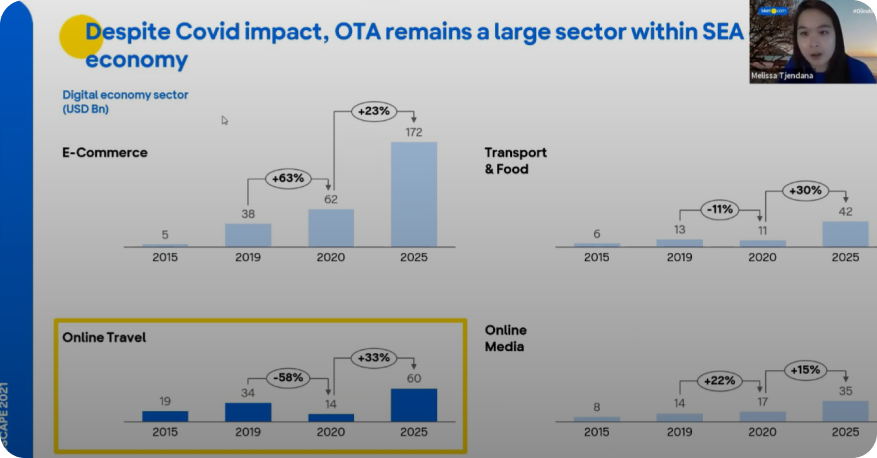 Despite Covid impact, OTA remains a large sector within SEA
economy
Melissa Tjendana
Digital economy sector
(USD Bn)
E-Commerce
+23%
172
+63%
62
38
5
2015 2019 2020 2025
Transport
& Food
+30%
-11%
42
6 13 11
2015 2019 2020 2025
Online Travel
+33%
-58%
60
19 34 14
2015 2019 2020 2025
Online
Media
+15%
+22%
35
8 14 17
2015 2019 2020 2025
SCAPE 2021